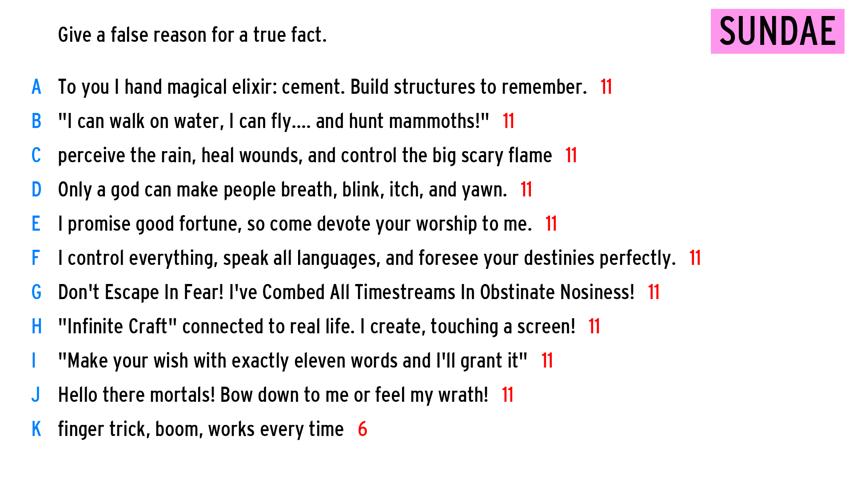 Give a false reason for a true fact.
SUNDAE
A To you I hand magical elixir: cement. Build structures to remember. 11
B "I can walk on water, I can fly.... and hunt mammoths!" 11
C perceive the rain, heal wounds, and control the big scary flame 11
D Only a god can make people breath, blink, itch, and yawn. 11
E I promise good fortune, so come devote your worship to me. 11
F I control everything, speak all languages, and foresee your destinies perfectly. 11
G Don't Escape In Fear! I've Combed All Timestreams In Obstinate Nosiness! 11
H "Infinite Craft" connected to real life. I create, touching a screen! 11
I "Make your wish with exactly eleven words and I'll grant it" 11
J Hello there mortals! Bow down to me or feel my wrath! 11
K finger trick, boom, works every time 6